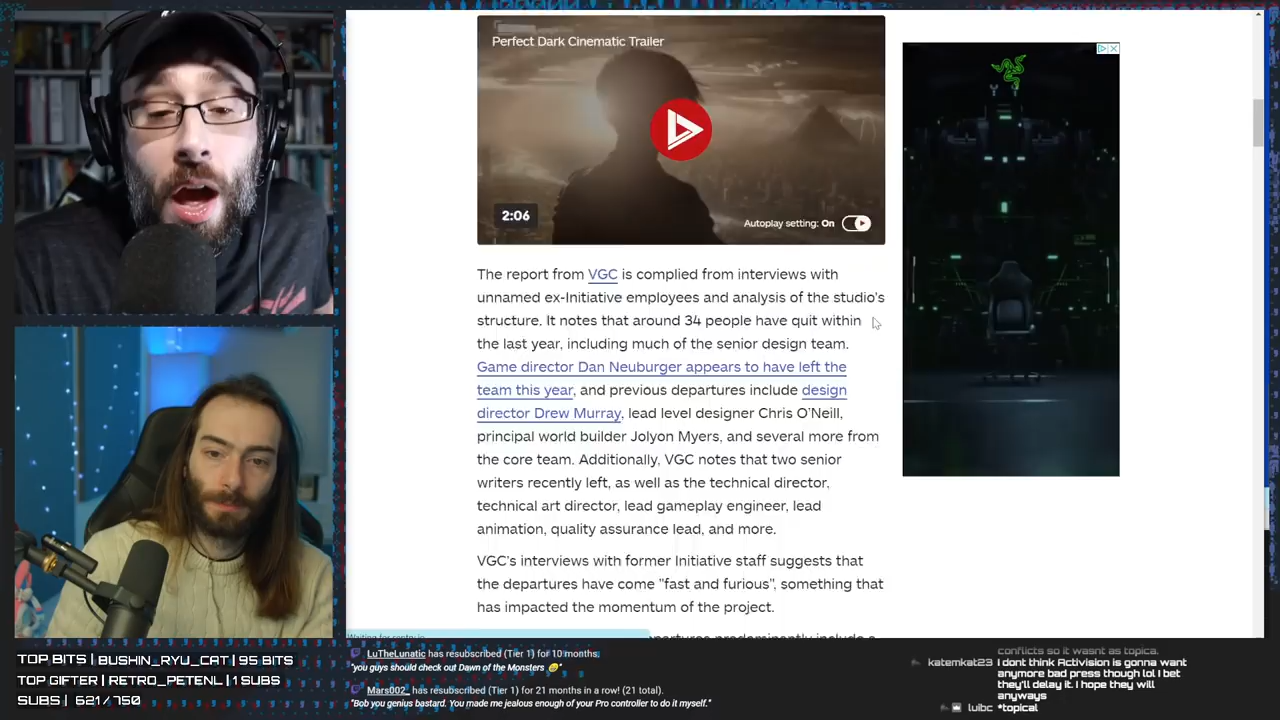 Perfect Dark Cinematic Trailer
2:06
Autoplay setting: On
The report from VGC is complied from interviews with
unnamed ex-Initiative employees and analysis of the studio's
structure. It notes that around 34 people have quit within
the last year, including much of the senior design team.
Game director Dan Neuburger appears to have left the
team this year, and previous departures include design
director Drew Murray, lead level designer Chris O'Neill,
principal world builder Jolyon Myers, and several more from
the core team. Additionally, VGC notes that two senior
writers recently left, as well as the technical director,
technical art director, lead gameplay engineer, lead
animation, quality assurance lead, and more.
VGC's interviews with former Initiative staff suggests that
the departures have come "fast and furious", something that
has impacted the momentum of the project.
TOP BITS | BUSHIN_RYU_CAT | 95 BITS
TOP GIFTER | RETRO_PETENL | 1 SUBS
SUBS | 621/750
LuTheLunatic has resubscribed (Tier 1) for 10 months.
"you guys should check out Dawn of the Monsters 😊"
Mars002_ has resubscribed (Tier 1) for 21 months in a row! (21 total).
"Bob you genius bastard. You made me jealous enough of your Pro controller to do it myself."
conflicts so it wasnt as topica.
katemkat23 I dont think Activision is gonna want
anymore bad press though lol I bet
they'll delay it. I hope they will
anyways
luibc *topical